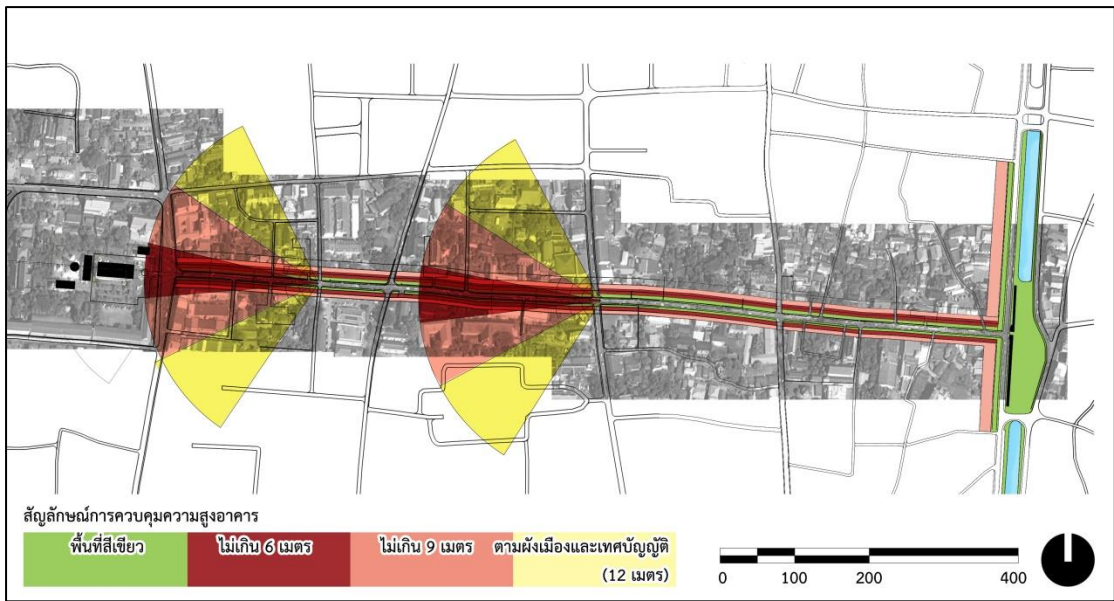 สัญลักษณ์การควบคุมความสูงอาคาร
พื้นที่สีเขียว
ไม่เกิน 6 เมตร
ไม่เกิน 9 เมตร
ตามผังเมืองและเทศบัญญัติ
(12 เมตร)
0 100 200 400